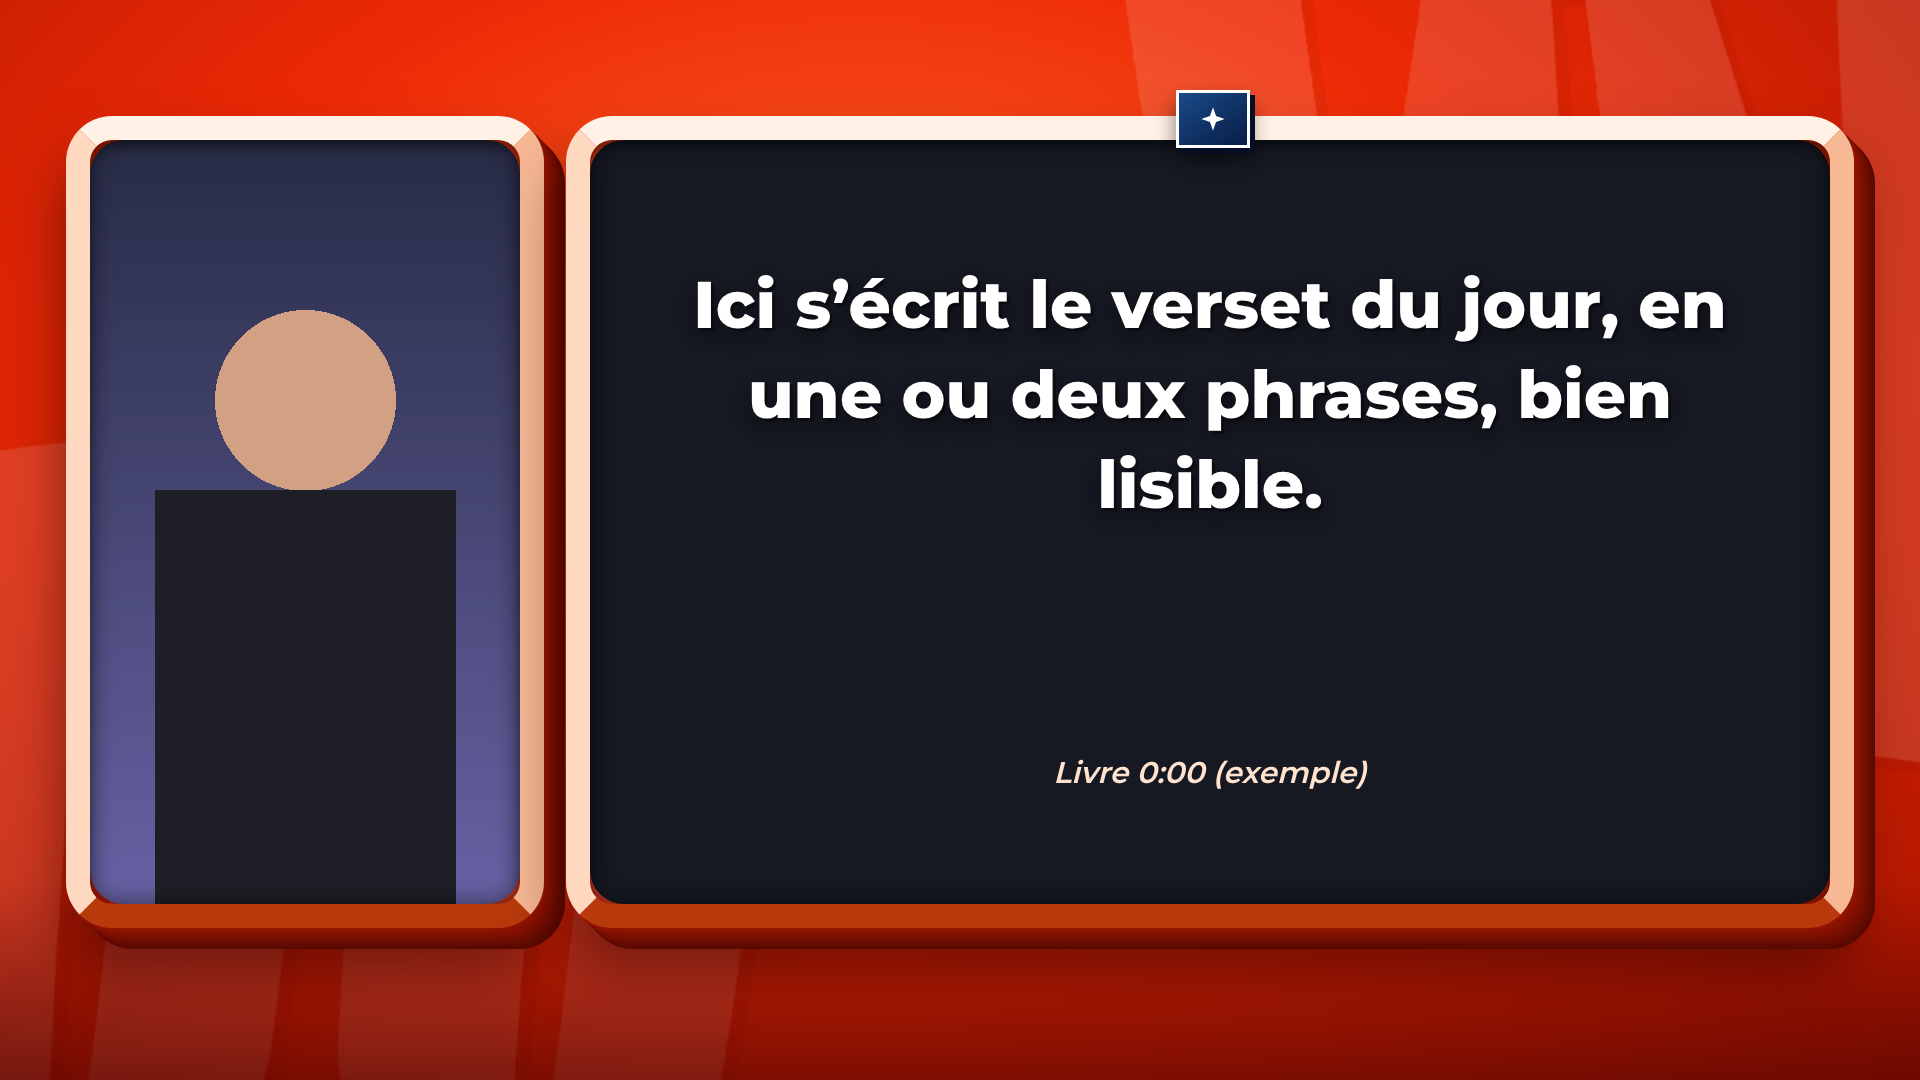 Ici s’écrit le verset du jour, en
une ou deux phrases, bien
lisible.
Livre 0:00 (exemple)